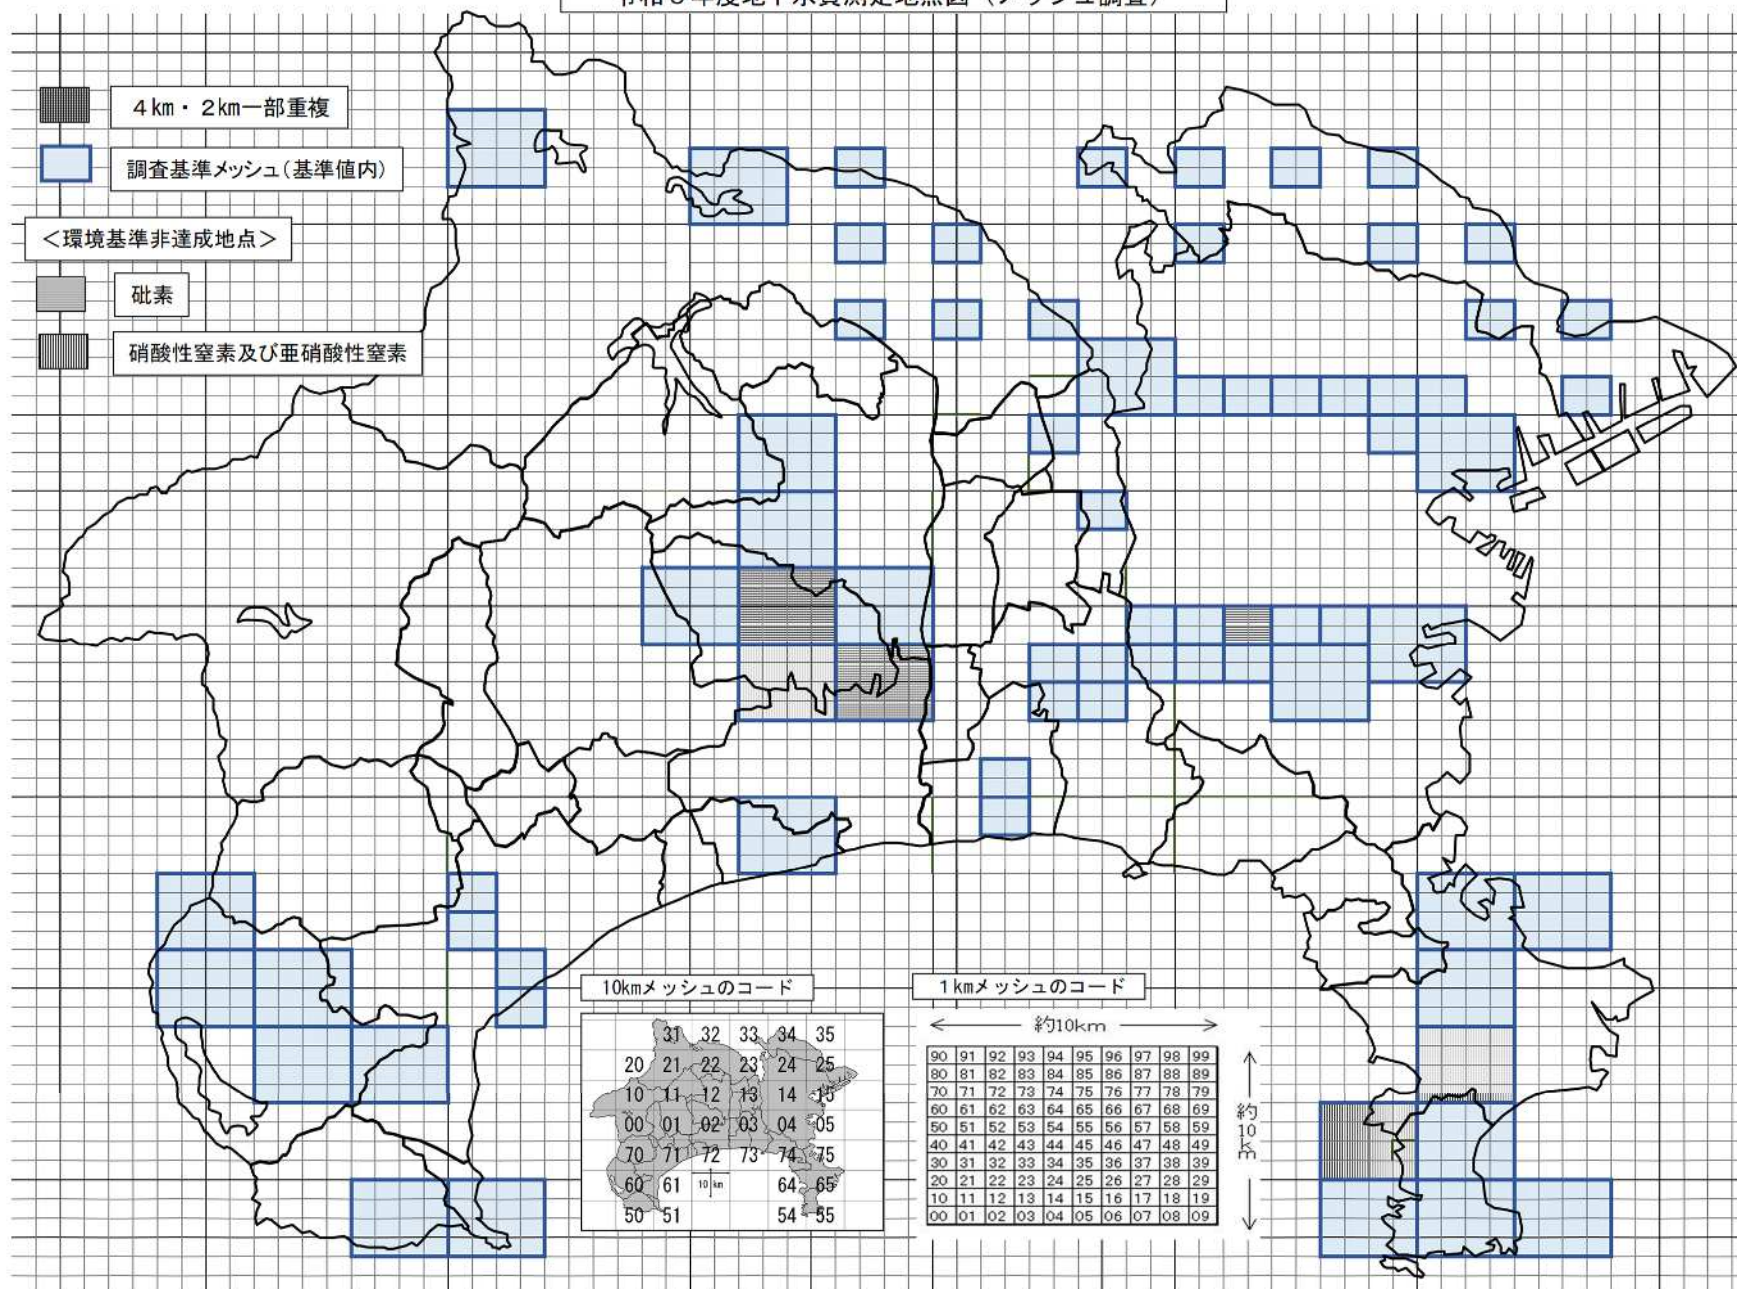 ４km・２km一部重複
調査基準メッシュ（基準値内）
＜環境基準非達成地点＞
砒素
硝酸性窒素及び亜硝酸性窒素
10kmメッシュのコード
31 32 33 34 35
20 21 22 23 24 25
10 11 12 13 14 15
00 01 02 03 04 05
70 71 72 73 74 75
60 61 10 km 64 65
50 51 54 55
1kmメッシュのコード
約10km
90 91 92 93 94 95 96 97 98 99
80 81 82 83 84 85 86 87 88 89
70 71 72 73 74 75 76 77 78 79
60 61 62 63 64 65 66 67 68 69
50 51 52 53 54 55 56 57 58 59
40 41 42 43 44 45 46 47 48 49
30 31 32 33 34 35 36 37 38 39
20 21 22 23 24 25 26 27 28 29
10 11 12 13 14 15 16 17 18 19
00 01 02 03 04 05 06 07 08 09
約10km